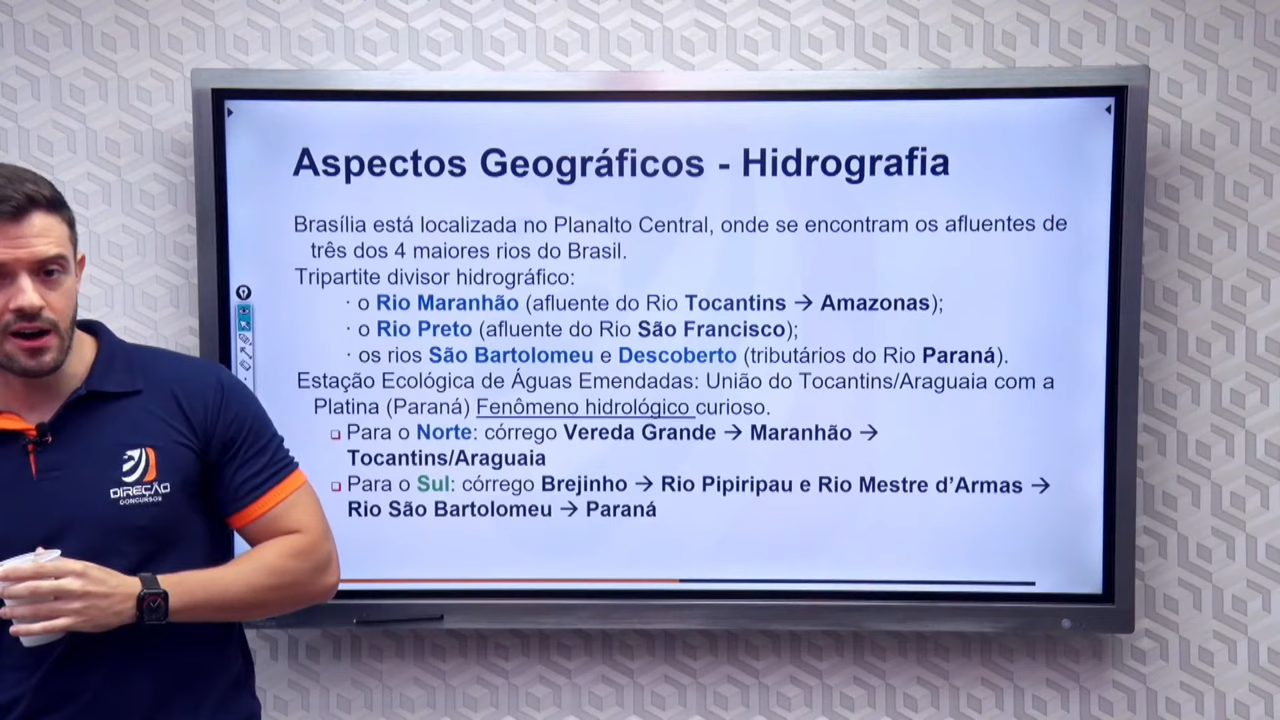 Aspectos Geográficos - Hidrografia
Brasília está localizada no Planalto Central, onde se encontram os afluentes de
três dos 4 maiores rios do Brasil.
Tripartite divisor hidrográfico:
· o Rio Maranhão (afluente do Rio Tocantins → Amazonas);
· o Rio Preto (afluente do Rio São Francisco);
· os rios São Bartolomeu e Descoberto (tributários do Rio Paraná).
Estação Ecológica de Águas Emendadas: União do Tocantins/Araguaia com a
Platina (Paraná) Fenômeno hidrológico curioso.
❑ Para o Norte: córrego Vereda Grande → Maranhão →
Tocantins/Araguaia
❑ Para o Sul: córrego Brejinho → Rio Pipiripau e Rio Mestre d’Armas →
Rio São Bartolomeu → Paraná
DIREÇÃO
CONCURSOS